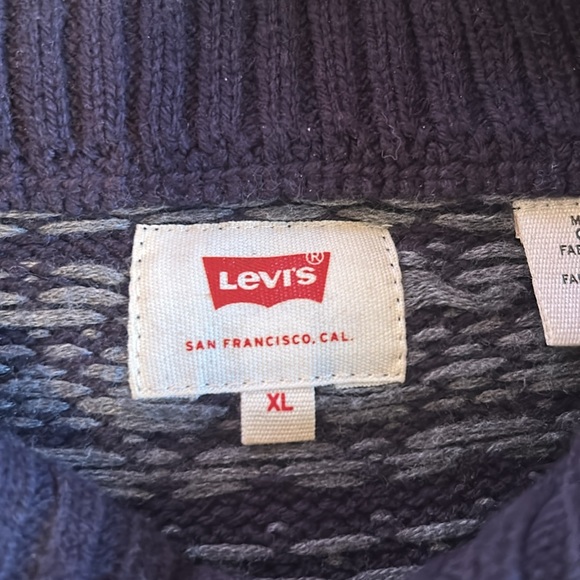 LEVI'S®
SAN FRANCISCO, CAL.
XL